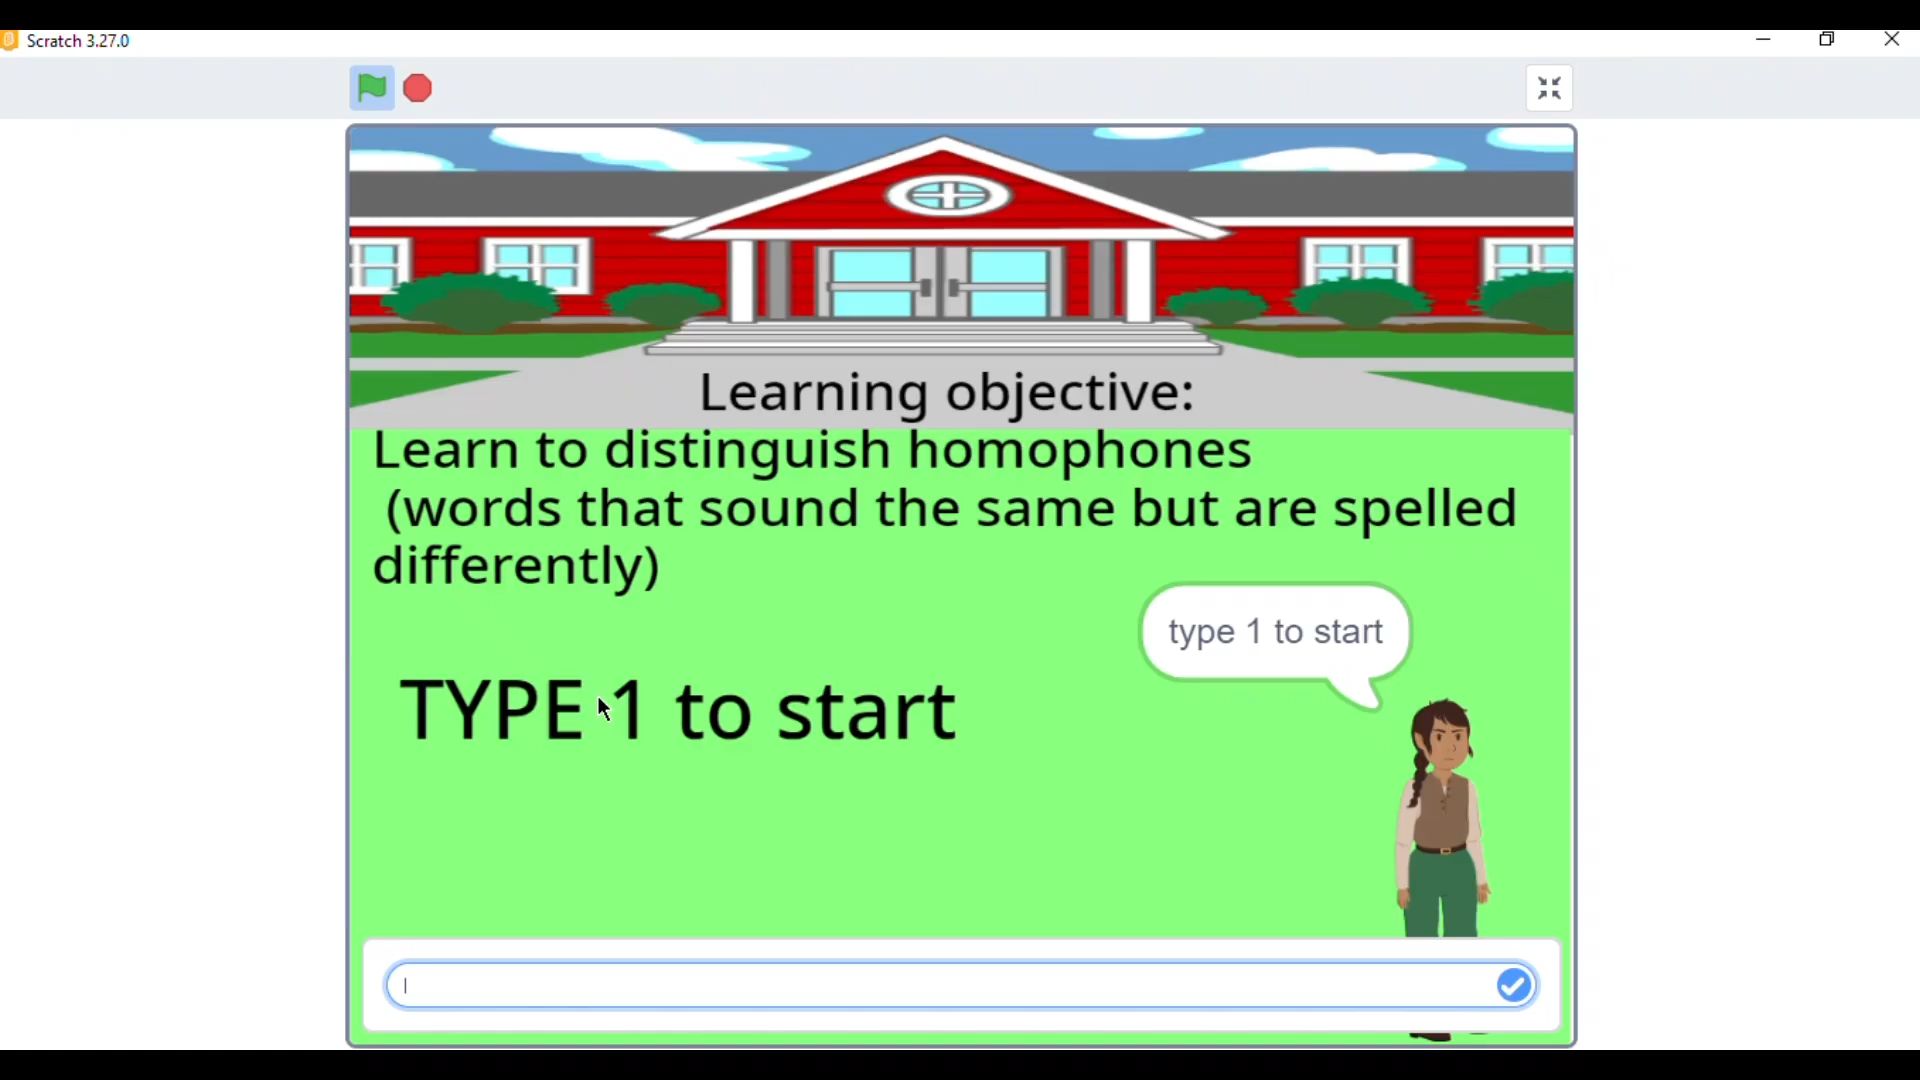 Scratch 3.27.0
Learning objective:
Learn to distinguish homophones
(words that sound the same but are spelled
differently)
type 1 to start
TYPE 1 to start